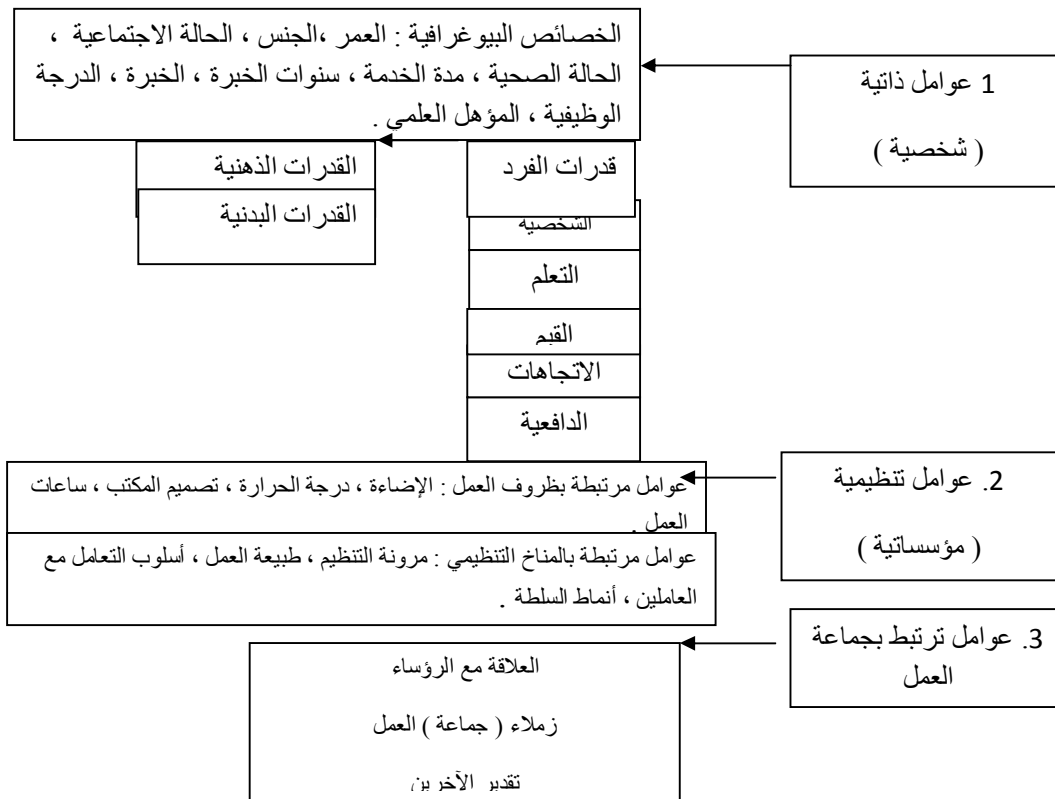 الخصائص البيوغرافية : العمر ،الجنس ، الحالة الاجتماعية ،
الحالة الصحية ، مدة الخدمة ، سنوات الخبرة ، الخبرة ، الدرجة
الوظيفية ، المؤهل العلمي .
1 عوامل ذاتية
( شخصية )
قدرات الفرد
القدرات الذهنية
القدرات البدنية
الشخصية
التعلم
القيم
الاتجاهات
الدافعية
2. عوامل تنظيمية
( مؤسساتية )
عوامل مرتبطة بظروف العمل : الإضاءة ، درجة الحرارة ، تصميم المكتب ، ساعات
العمل .
عوامل مرتبطة بالمناخ التنظيمي : مرونة التنظيم ، طبيعة العمل ، أسلوب التعامل مع
العاملين ، أنماط السلطة .
3. عوامل ترتبط بجماعة
العمل
العلاقة مع الرؤساء
زملاء ( جماعة ) العمل
تقدير الآخرين